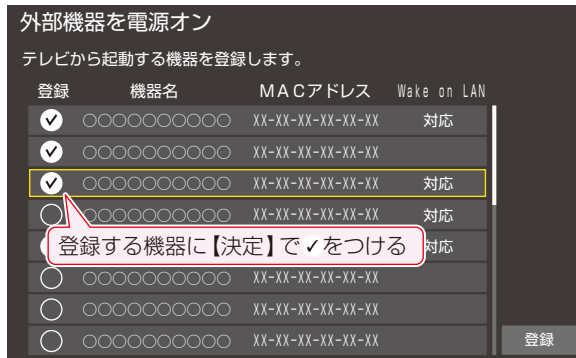 外部機器を電源オン
テレビから起動する機器を登録します。
登録 機器名 MACアドレス Wake on LAN
○○○○○○○○○○ XX-XX-XX-XX-XX-XX 対応
○○○○○○○○○○ XX-XX-XX-XX-XX-XX
○○○○○○○○○○ XX-XX-XX-XX-XX-XX 対応
○○○○○○○○○○ XX-XX-XX-XX-XX-XX 対応
登録する機器に【決定】で✓をつける 対応
○○○○○○○○○○ XX-XX-XX-XX-XX-XX
○○○○○○○○○○ XX-XX-XX-XX-XX-XX
○○○○○○○○○○ XX-XX-XX-XX-XX-XX 登録